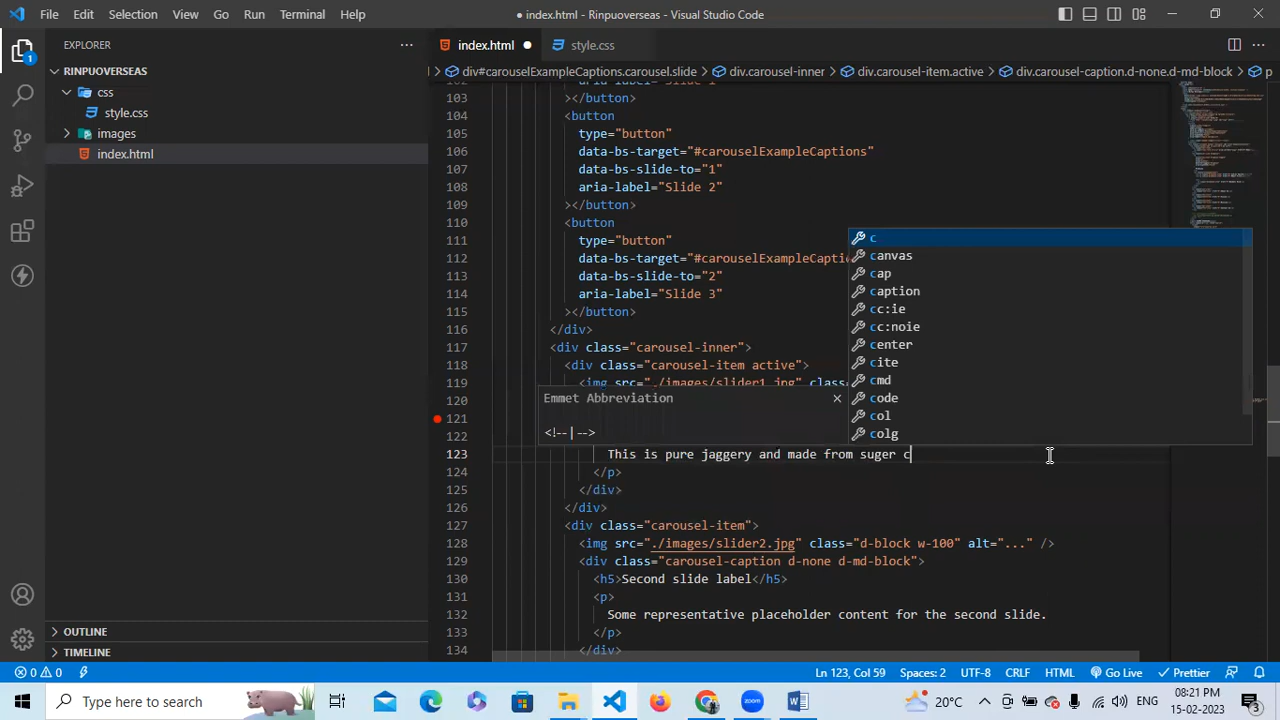 File Edit Selection View Go Run Terminal Help
● index.html - Rinpuoverseas - Visual Studio Code
EXPLORER
1
RINPUOVERSEAS
css
style.css
images
index.html
OUTLINE
TIMELINE
index.html
style.css
div#carouselExampleCaptions.carousel.slide > div.carousel-inner > div.carousel-item.active > div.carousel-caption.d-none.d-md-block > p
103 ></button>
104 <button
105 type="button"
106 data-bs-target="#carouselExampleCaptions"
107 data-bs-slide-to="1"
108 aria-label="Slide 2"
109 ></button>
110 <button
111 type="button"
112 data-bs-target="#carouselExampleCaptio
113 data-bs-slide-to="2"
114 aria-label="Slide 3"
115 ></button>
116 </div>
117 <div class="carousel-inner">
118 <div class="carousel-item active">
119 <img src="./images/slider1.jpg" class
120
121
122
123 This is pure jaggery and made from suger c
124 </p>
125 </div>
126 </div>
127 <div class="carousel-item">
128 <img src="./images/slider2.jpg" class="d-block w-100" alt="..." />
129 <div class="carousel-caption d-none d-md-block">
130 <h5>Second slide label</h5>
131 <p>
132 Some representative placeholder content for the second slide.
133 </p>
134 </div>
c
canvas
cap
caption
cc:ie
cc:noie
center
cite
cmd
code
col
colg
Emmet Abbreviation ×
<!--|-->
0 0 Ln 123, Col 59 Spaces: 2 UTF-8 CRLF HTML Go Live Prettier
Type here to search
zoom
20°C
ENG
08:21 PM
15-02-2023
3